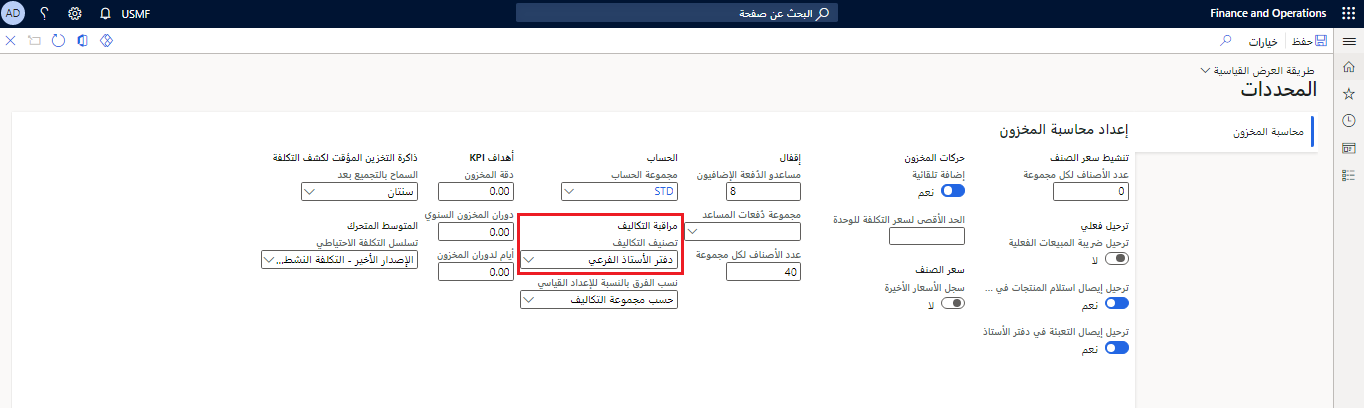 Finance and Operations
البحث عن صفحة
USMF
؟
AD
حفظ
خيارات
طريقة العرض القياسية
المحددات
محاسبة المخزون
إعداد محاسبة المخزون
تنشيط سعر الصنف
عدد الأصناف لكل مجموعة
0
ترحيل فعلي
ترحيل ضريبة المبيعات الفعلية
لا
ترحيل إيصال استلام المنتجات في ...
نعم
ترحيل إيصال التعبئة في دفتر الأستاذ
نعم
حركات المخزون
إضافة تلقائية
نعم
الحد الأقصى لسعر التكلفة للوحدة
سعر الصنف
سجل الأسعار الأخيرة
لا
إقفال
مساعدو الدُفعة الإضافيون
8
مجموعة دُفعات المساعد
عدد الأصناف لكل مجموعة
40
الحساب
مجموعة الحساب
STD
مراقبة التكاليف
تصنيف التكاليف
دفتر الأستاذ الفرعي
نسب الفرق بالنسبة للإعداد القياسي
حسب مجموعة التكاليف
أهداف KPI
دقة المخزون
0.00
دوران المخزون السنوي
0.00
أيام لدوران المخزون
0.00
ذاكرة التخزين المؤقت لكشف التكلفة
السماح بالتجميع بعد
سنتان
المتوسط المتحرك
تسلسل التكلفة الاحتياطي
الإصدار الأخير - التكلفة النشط...